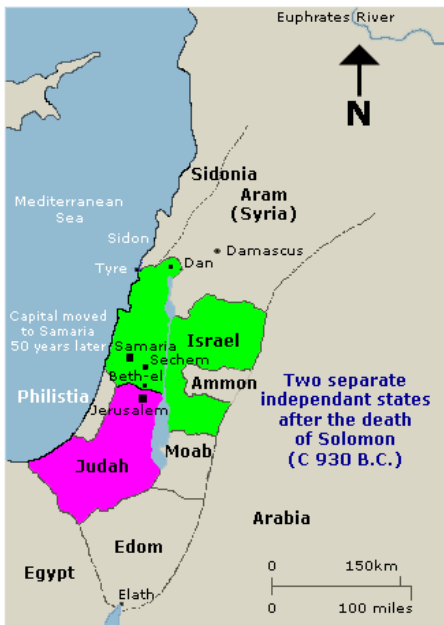 Euphrates River
N
Sidonia
Aram
(Syria)
Mediterranean
Sea
Sidon
Damascus
Tyre
Dan
Capital moved
to Samaria
50 years later
Israel
Samaria
Sechem
Beth-el
Ammon
Philistia
Jerusalem
Two separate
independant states
after the death
of Solomon
(C 930 B.C.)
Judah
Moab
Arabia
Edom
Egypt
Elath
0 150km
0 100 miles